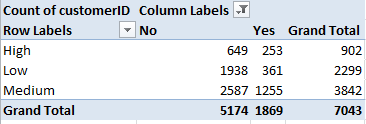 Count of customerID Column Labels
Row Labels No Yes Grand Total
High 649 253 902
Low 1938 361 2299
Medium 2587 1255 3842
Grand Total 5174 1869 7043